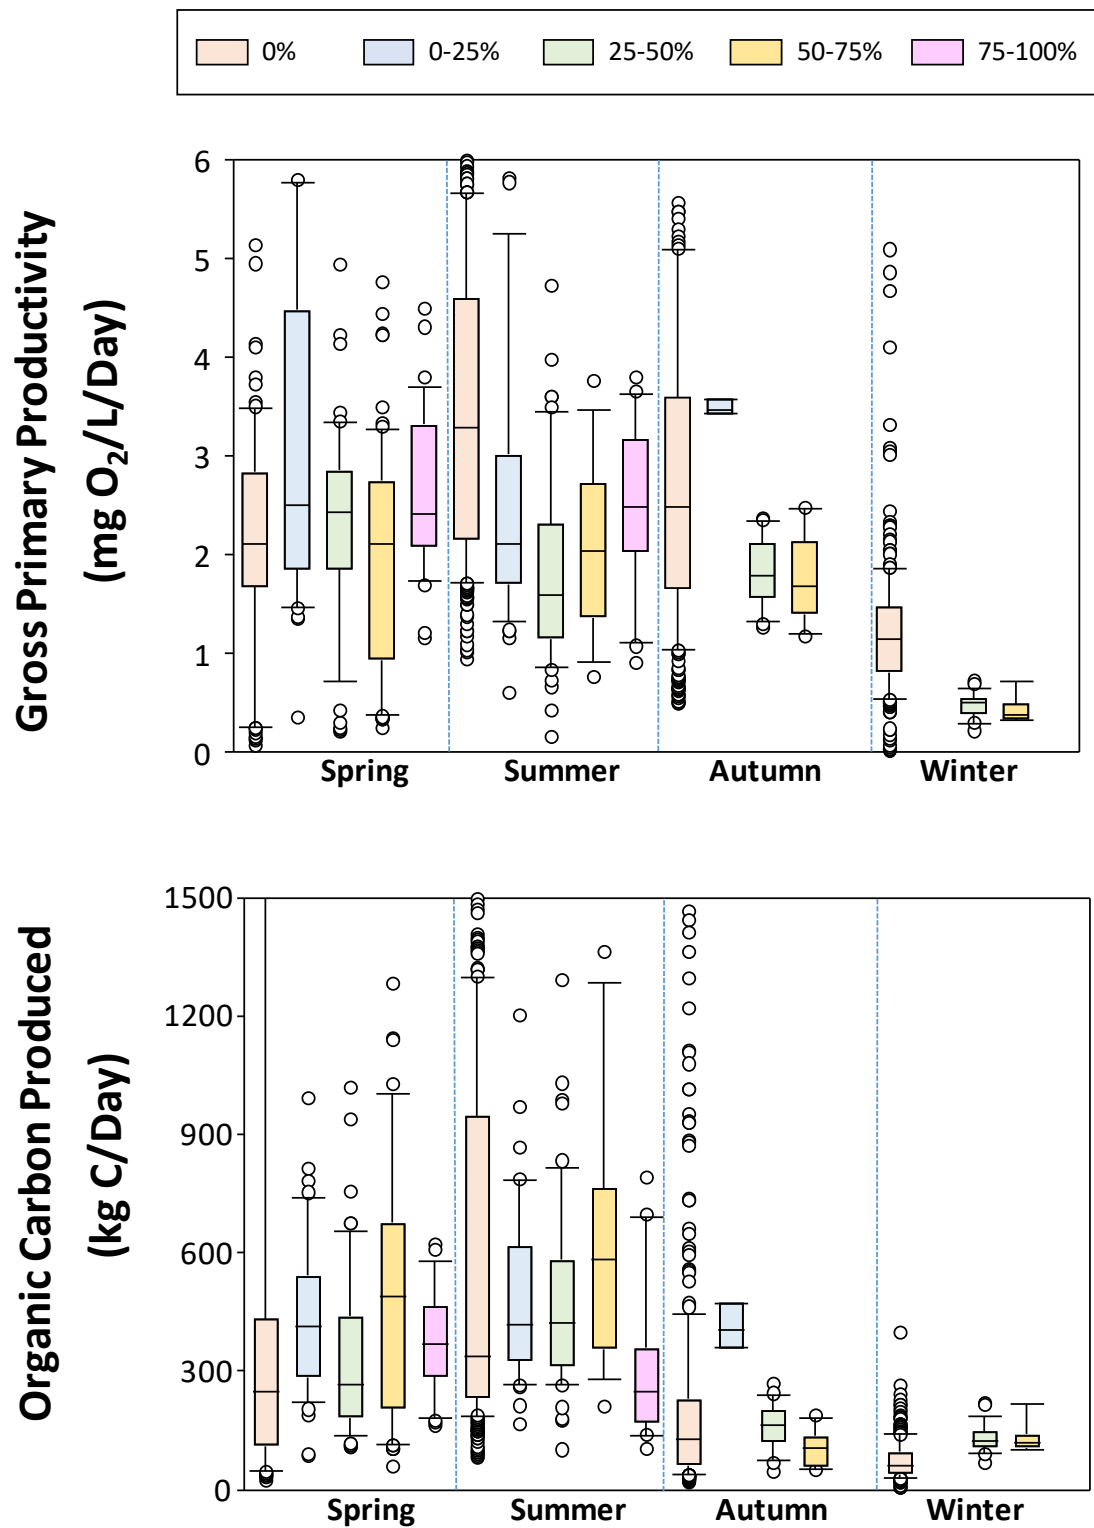 0% 0-25% 25-50% 50-75% 75-100%
Gross Primary Productivity
(mg O₂/L/Day)
6
5
4
3
2
1
0
Spring Summer Autumn Winter
Organic Carbon Produced
(kg C/Day)
1500
1200
900
600
300
0
Spring Summer Autumn Winter